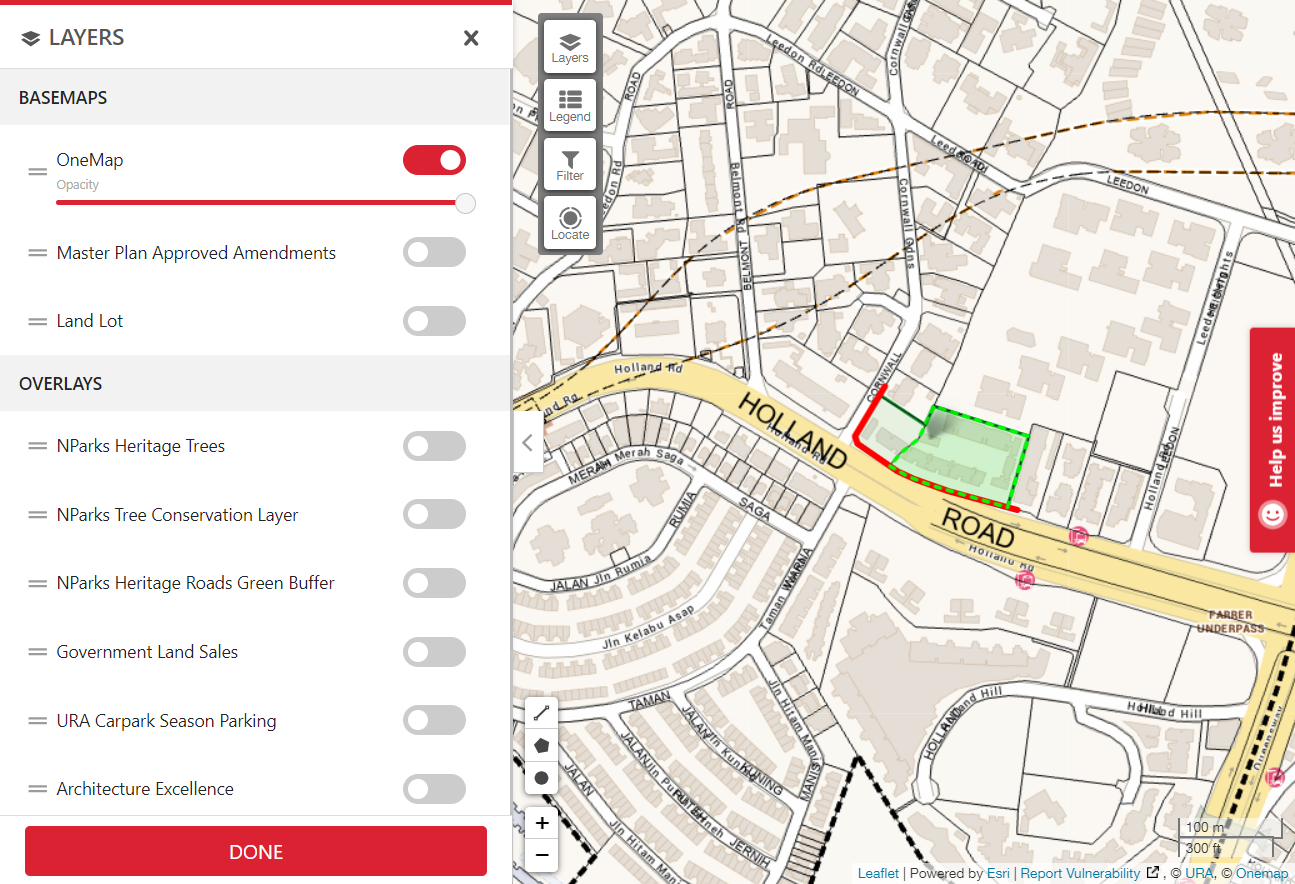 LAYERS
BASEMAPS
OneMap
Opacity
Master Plan Approved Amendments
Land Lot
OVERLAYS
NParks Heritage Trees
NParks Tree Conservation Layer
NParks Heritage Roads Green Buffer
Government Land Sales
URA Carpark Season Parking
Architecture Excellence
DONE
Layers
Legend
Filter
Locate
Leedon Rd
LEEDON
Cornwall
ROAD
ROAD
Leedon
LEEDON
Belmont Rd
BELMONT
Cornwall Gdns
Leedon Heights
Holland Rd
CORNWALL
HOLLAND
Holland Rd
ROAD
Holland Rd
MERAH
Jln Merah Saga
SAGA
RUMIA
JALAN
Jln Rumia
Jln Kelabu Asap
Taman Warna
WARNA
LEEDON
FARBER
UNDERPASS
Holland Hill
HOLLAND
Holland Hill
HILL
Queensway
TAMAN
JALAN
Jln Kuning
KUNING
JALAN
Jln Puteh Jerneh
PUTEH
JERNIH
JALAN
Jln Hitam Manis
Jln Hitam Manis
MANIS
Help us improve
+
−
100 m
300 ft
Leaflet | Powered by Esri | Report Vulnerability , © URA, © Onemap